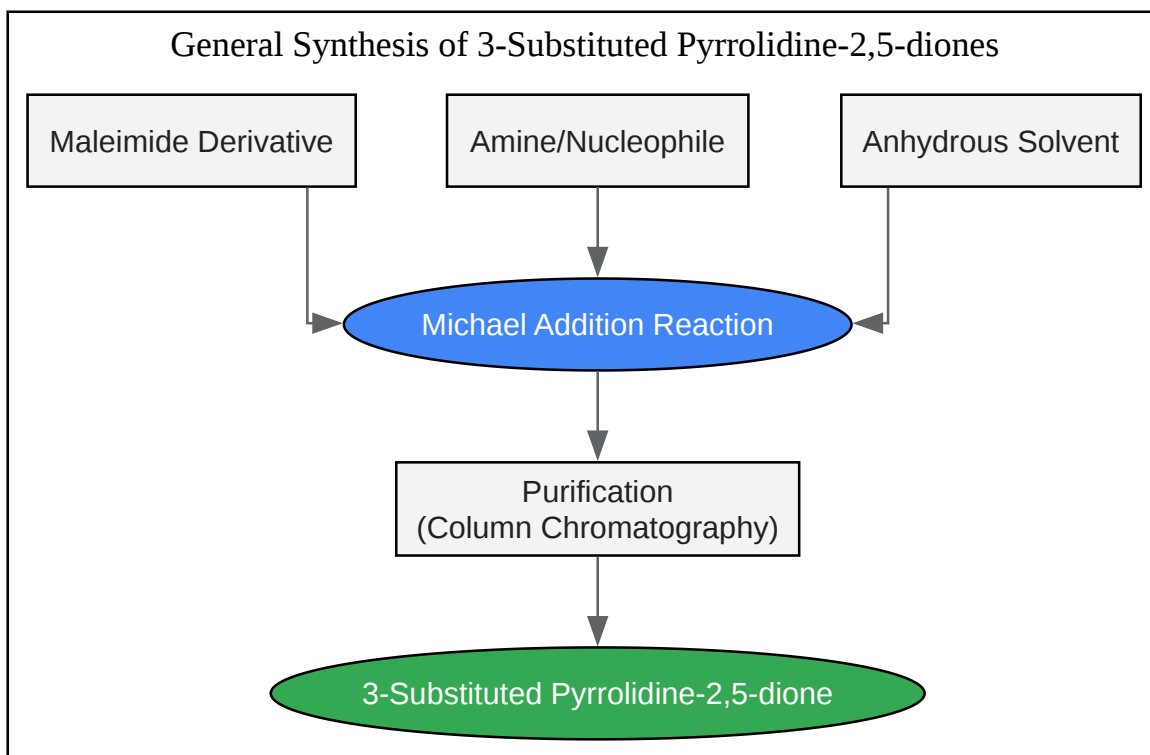 General Synthesis of 3-Substituted Pyrrolidine-2,5-diones
Maleimide Derivative
Amine/Nucleophile
Anhydrous Solvent
Michael Addition Reaction
Purification
(Column Chromatography)
3-Substituted Pyrrolidine-2,5-dione